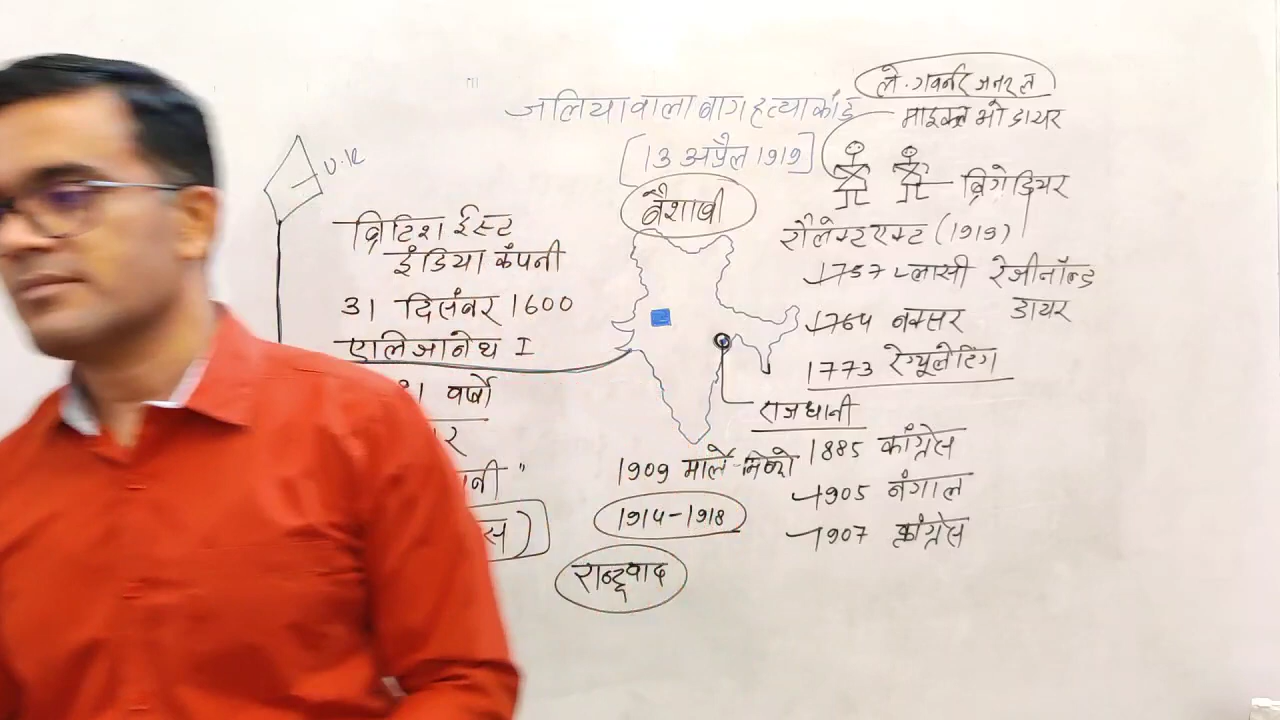 जलियावाला बाग हत्याकांड
[13 अप्रैल 1919]
बैशाखी
ले. गवर्नर जनरल
माइकल ओ डायर
ब्रिगेडियर
रेजीनॉल्ड
डायर
U.K
ब्रिटिश ईस्ट
इंडिया कंपनी
31 दिसंबर 1600
एलिजाबेथ I
वर्षो
रौलेक्ट एक्ट (1919)
1757 प्लासी
1764 बक्सर
1773 रेग्यूलेटिंग
राजधानी
1885 कांग्रेस
1905 बंगाल
1907 कांग्रेस
1909 मार्ले-मिण्टो
1914-1918
राष्ट्रवाद